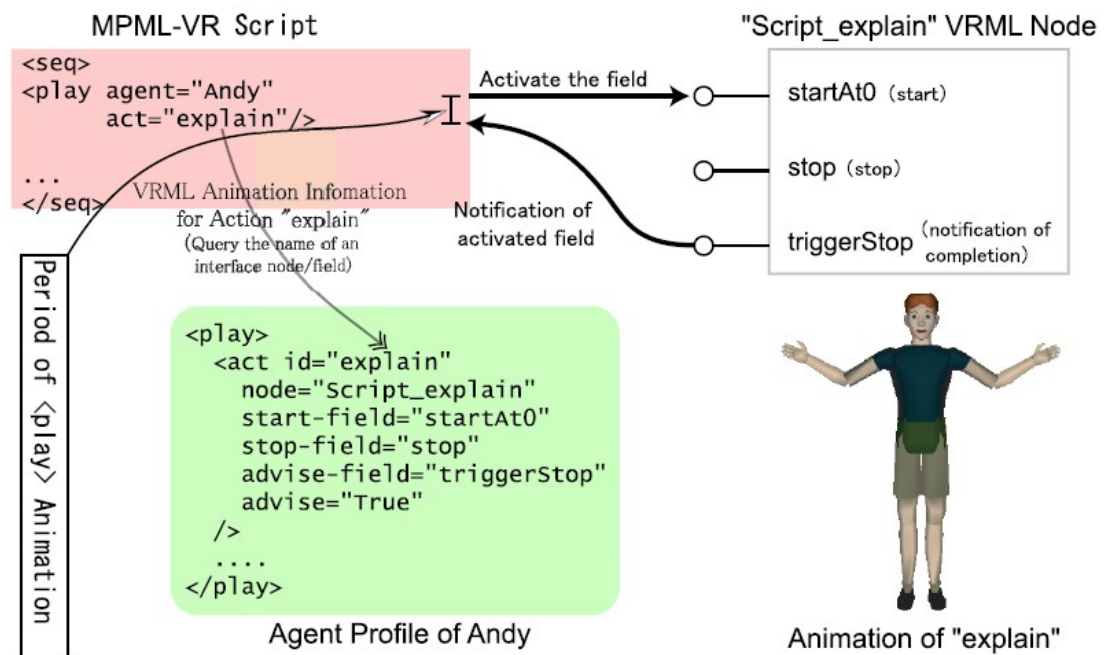 MPML-VR Script
<seq>
<play agent="Andy"
act="explain"/>
...
</seq>
VRML Animation Infomation
for Action "explain"
(Query the name of an
interface node/field)
Period of <play> Animation
Activate the field
Notification of
activated field
"Script_explain" VRML Node
startAt0 (start)
stop (stop)
triggerStop (notification of
completion)
<play>
<act id="explain"
node="Script_explain"
start-field="startAt0"
stop-field="stop"
advise-field="triggerStop"
advise="True"
/>
....
</play>
Agent Profile of Andy
Animation of "explain"